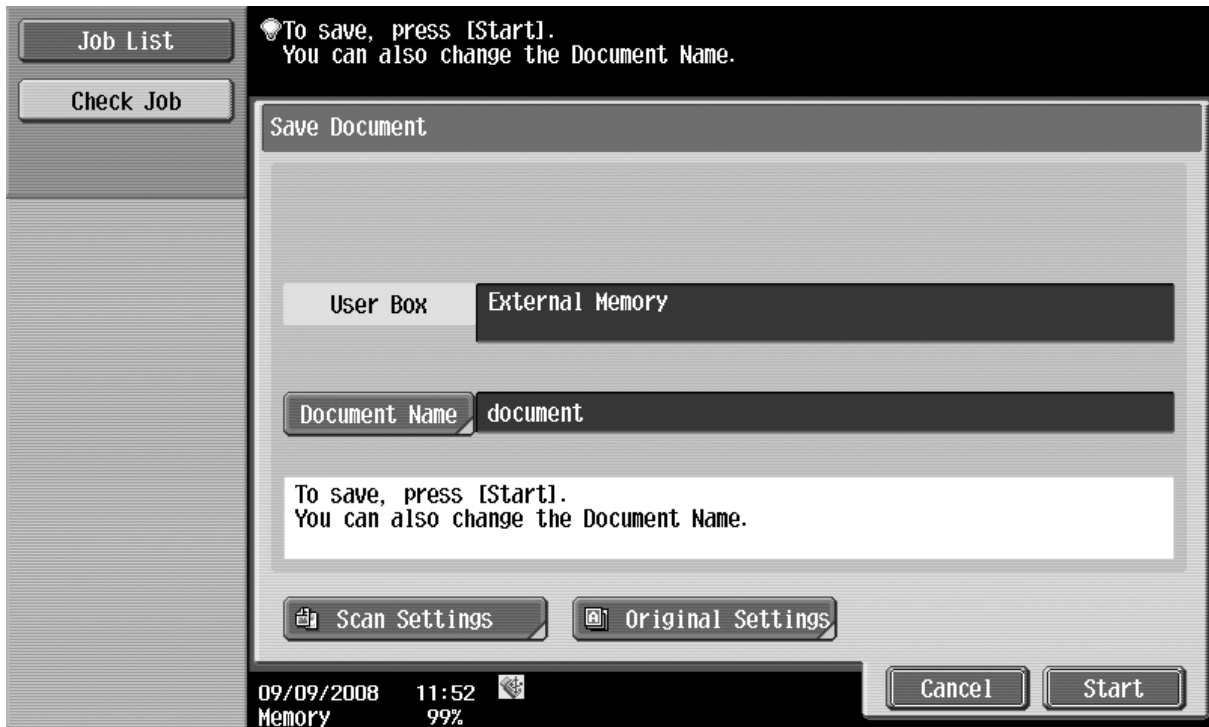 Job List
Check Job
To save, press [Start].
You can also change the Document Name.
Save Document
User Box
External Memory
Document Name
document
To save, press [Start].
You can also change the Document Name.
Scan Settings
Original Settings
09/09/2008 11:52
Memory 99%
Cancel
Start